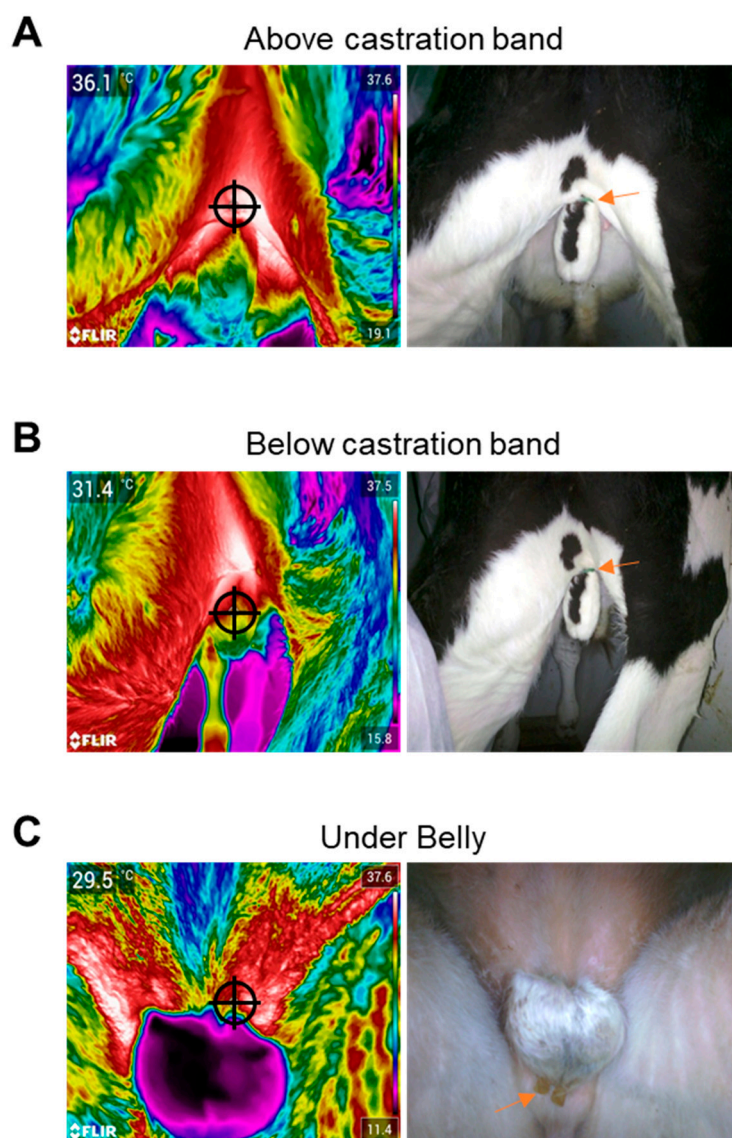 A
Above castration band
36.1 °C
37.6
FLIR
19.1
B
Below castration band
31.4 °C
37.5
FLIR
15.8
C
Under Belly
29.5 °C
37.6
FLIR
11.4